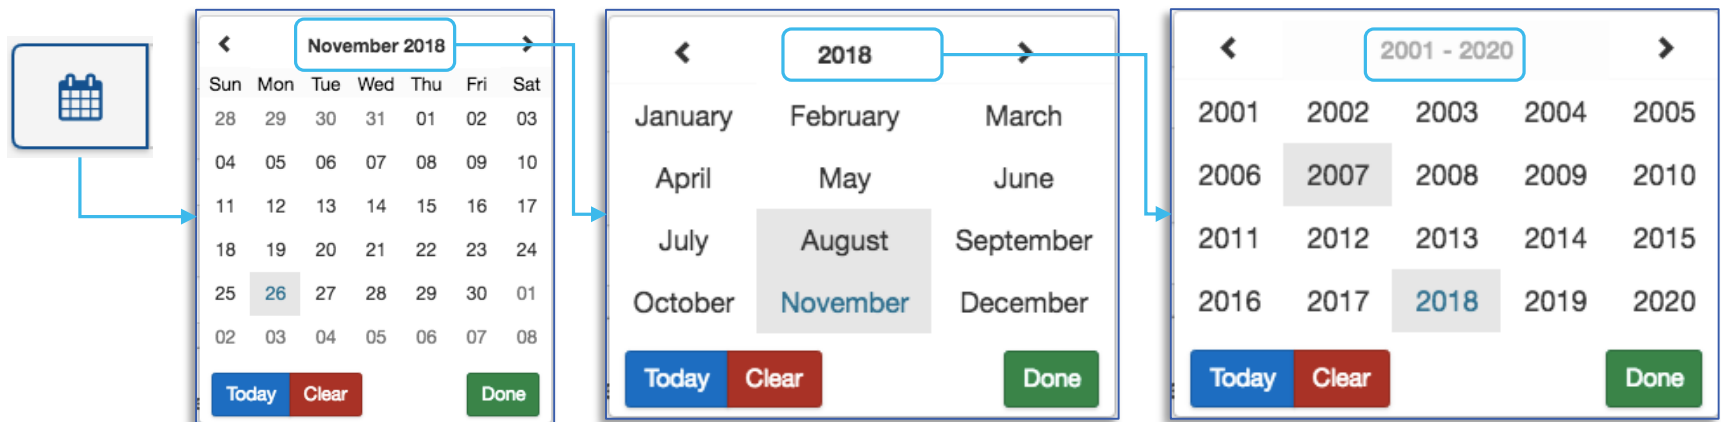 November 2018
Sun Mon Tue Wed Thu Fri Sat
28 29 30 31 01 02 03
04 05 06 07 08 09 10
11 12 13 14 15 16 17
18 19 20 21 22 23 24
25 26 27 28 29 30 01
02 03 04 05 06 07 08
Today Clear Done
2018
January February March
April May June
July August September
October November December
Today Clear Done
2001 - 2020
2001 2002 2003 2004 2005
2006 2007 2008 2009 2010
2011 2012 2013 2014 2015
2016 2017 2018 2019 2020
Today Clear Done